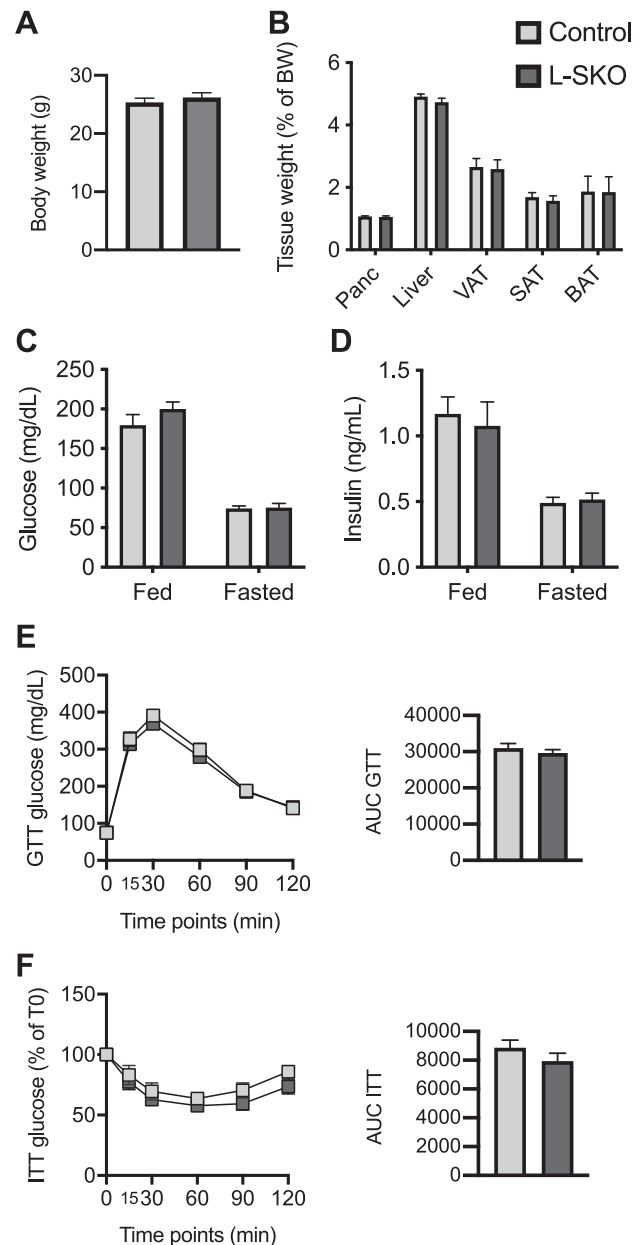 A
Body weight (g)
30
20
10
0
B
Control
L-SKO
Tissue weight (% of BW)
6
4
2
0
Panc
Liver
VAT
SAT
BAT
C
Glucose (mg/dL)
250
200
150
100
50
0
Fed
Fasted
D
Insulin (ng/mL)
1.5
1.0
0.5
0.0
Fed
Fasted
E
GTT glucose (mg/dL)
500
400
300
200
100
0
0 15 30 60 90 120
Time points (min)
AUC GTT
40000
30000
20000
10000
0
F
ITT glucose (% of T0)
150
100
50
0
0 15 30 60 90 120
Time points (min)
AUC ITT
10000
8000
6000
4000
2000
0